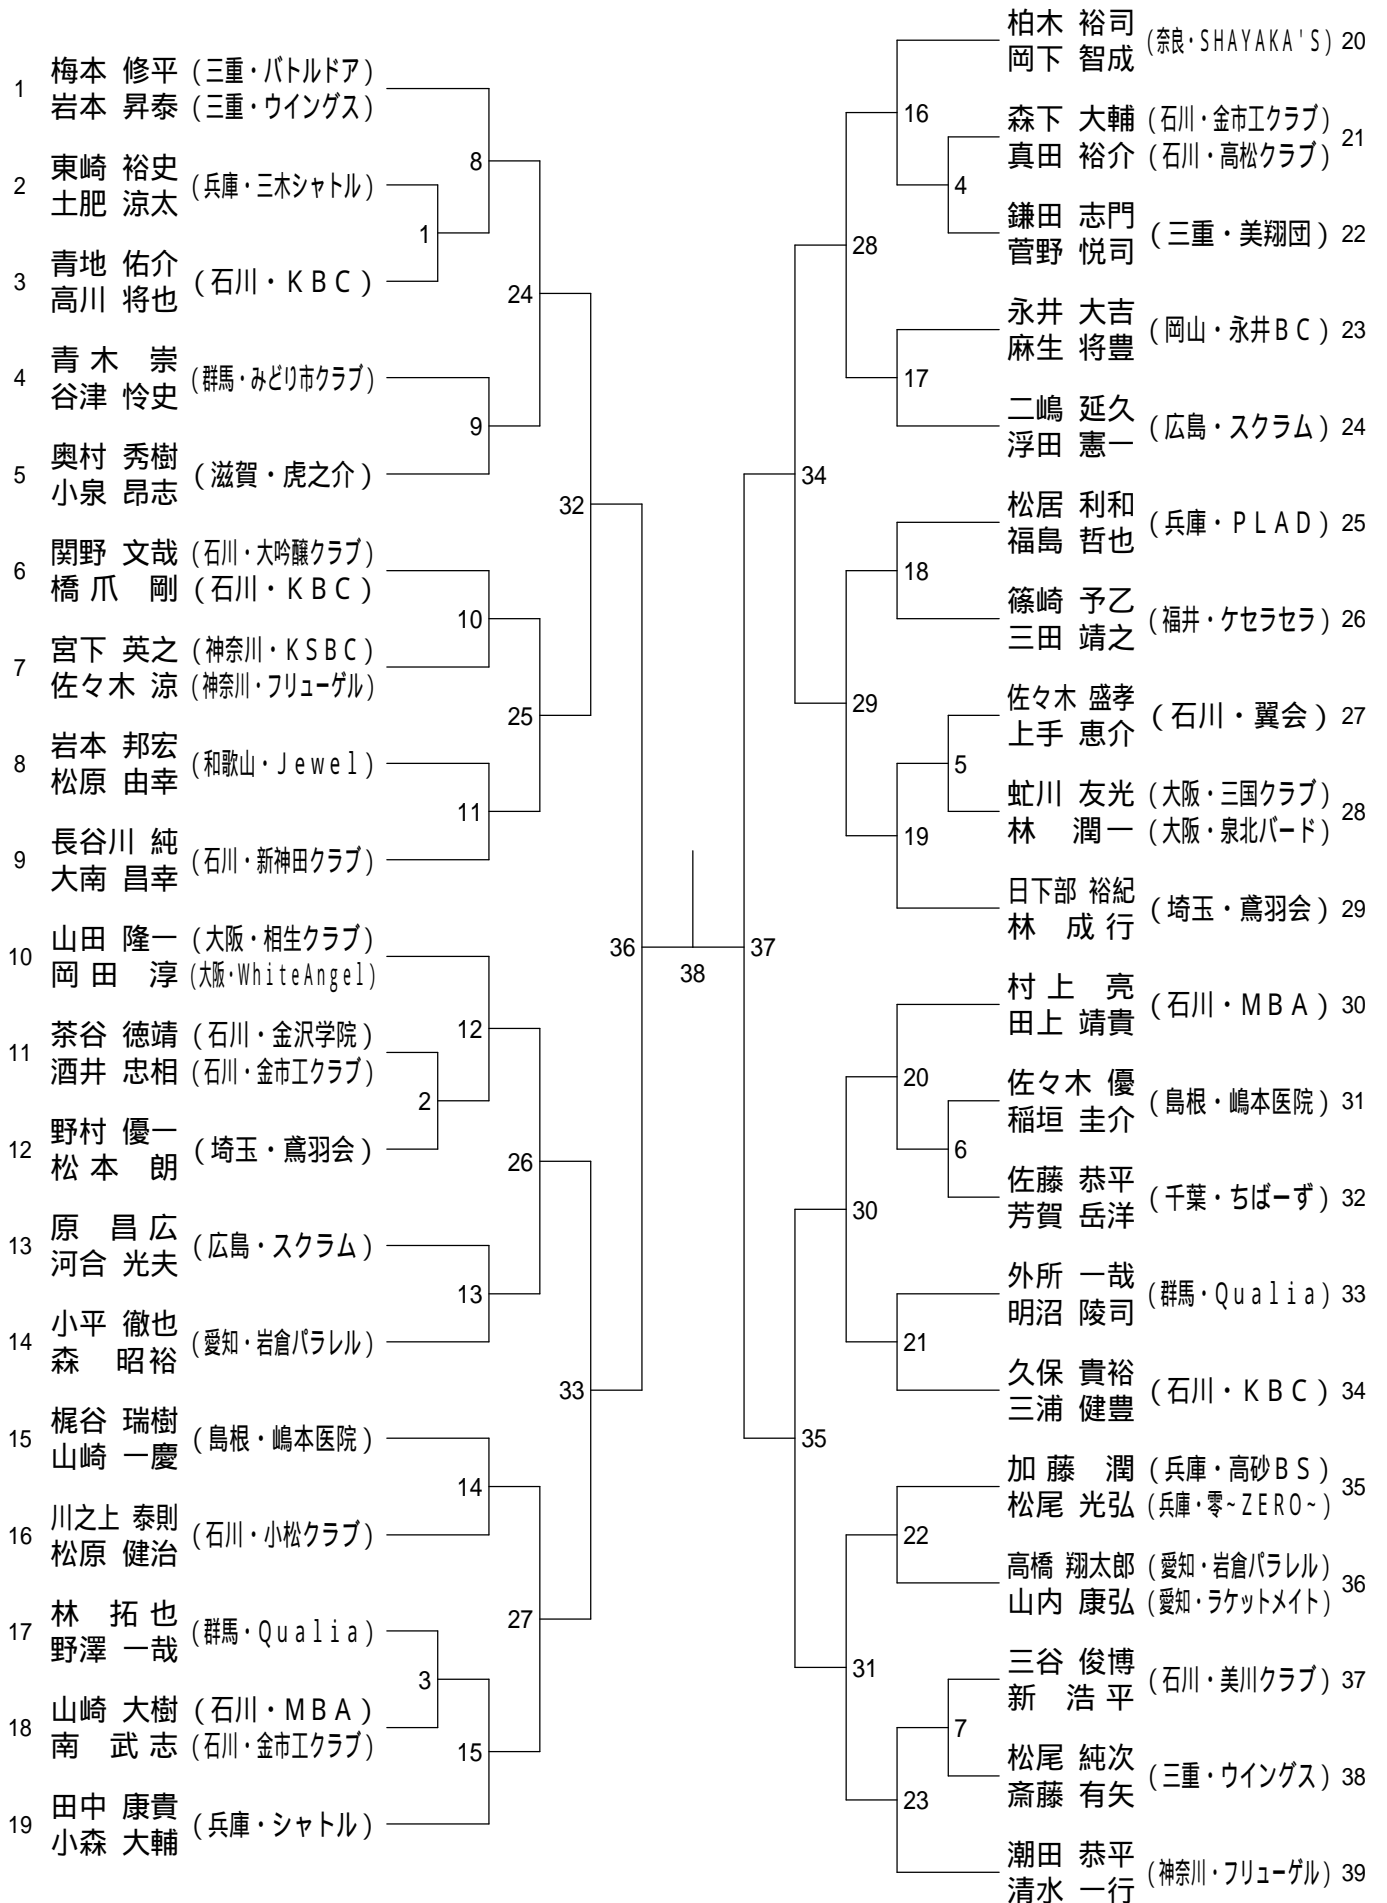 1
梅本 修平 (三重・バトルドア)
岩本 昇泰 (三重・ウイングス)
2
東崎 裕史
土肥 涼太
(兵庫・三木シャトル)
3
青地 佑介
高川 将也
(石川・KBC)
4
青木 崇
谷津 怜史
(群馬・みどり市クラブ)
5
奥村 秀樹
小泉 昂志
(滋賀・虎之介)
6
関野 文哉 (石川・大吟醸クラブ)
橋爪 剛 (石川・KBC)
7
宮下 英之 (神奈川・KSBC)
佐々木 涼 (神奈川・フリューゲル)
8
岩本 邦宏
松原 由幸
(和歌山・Jewel)
9
長谷川 純
大南 昌幸
(石川・新神田クラブ)
10
山田 隆一 (大阪・相生クラブ)
岡田 淳 (大阪・WhiteAngel)
11
茶谷 徳靖 (石川・金沢学院)
酒井 忠相 (石川・金市工クラブ)
12
野村 優一
松本 朗
(埼玉・鳶羽会)
13
原 昌広
河合 光夫
(広島・スクラム)
14
小平 徹也
森 昭裕
(愛知・岩倉パラレル)
15
梶谷 瑞樹
山崎 一慶
(島根・嶋本医院)
16
川之上 泰則
松原 健治
(石川・小松クラブ)
17
林 拓也
野澤 一哉
(群馬・Qualia)
18
山崎 大樹 (石川・MBA)
南 武志 (石川・金市工クラブ)
19
田中 康貴
小森 大輔
(兵庫・シャトル)
1
2
3
8
9
10
11
12
13
14
15
24
25
26
27
32
33
36
38
37
34
35
28
29
30
31
16
17
18
19
20
21
22
23
4
5
6
7
柏木 裕司
岡下 智成
(奈良・SHAYAKA'S) 20
森下 大輔 (石川・金市工クラブ)
真田 裕介 (石川・高松クラブ)
21
鎌田 志門
菅野 悦司
(三重・美翔団) 22
永井 大吉
麻生 将豊
(岡山・永井BC) 23
二嶋 延久
浮田 憲一
(広島・スクラム) 24
松居 利和
福島 哲也
(兵庫・PLAD) 25
篠崎 予乙
三田 靖之
(福井・ケセラセラ) 26
佐々木 盛孝
上手 恵介
(石川・翼会) 27
虻川 友光 (大阪・三国クラブ)
林 潤一 (大阪・泉北バード)
28
日下部 裕紀
林 成行
(埼玉・鳶羽会) 29
村上 亮
田上 靖貴
(石川・MBA) 30
佐々木 優
稲垣 圭介
(島根・嶋本医院) 31
佐藤 恭平
芳賀 岳洋
(千葉・ちばーず) 32
外所 一哉
明沼 陵司
(群馬・Qualia) 33
久保 貴裕
三浦 健豊
(石川・KBC) 34
加藤 潤 (兵庫・高砂BS)
松尾 光弘 (兵庫・零~ZERO~)
35
高橋 翔太郎 (愛知・岩倉パラレル)
山内 康弘 (愛知・ラケットメイト)
36
三谷 俊博
新 浩平
(石川・美川クラブ) 37
松尾 純次
斎藤 有矢
(三重・ウイングス) 38
潮田 恭平
清水 一行
(神奈川・フリューゲル) 39